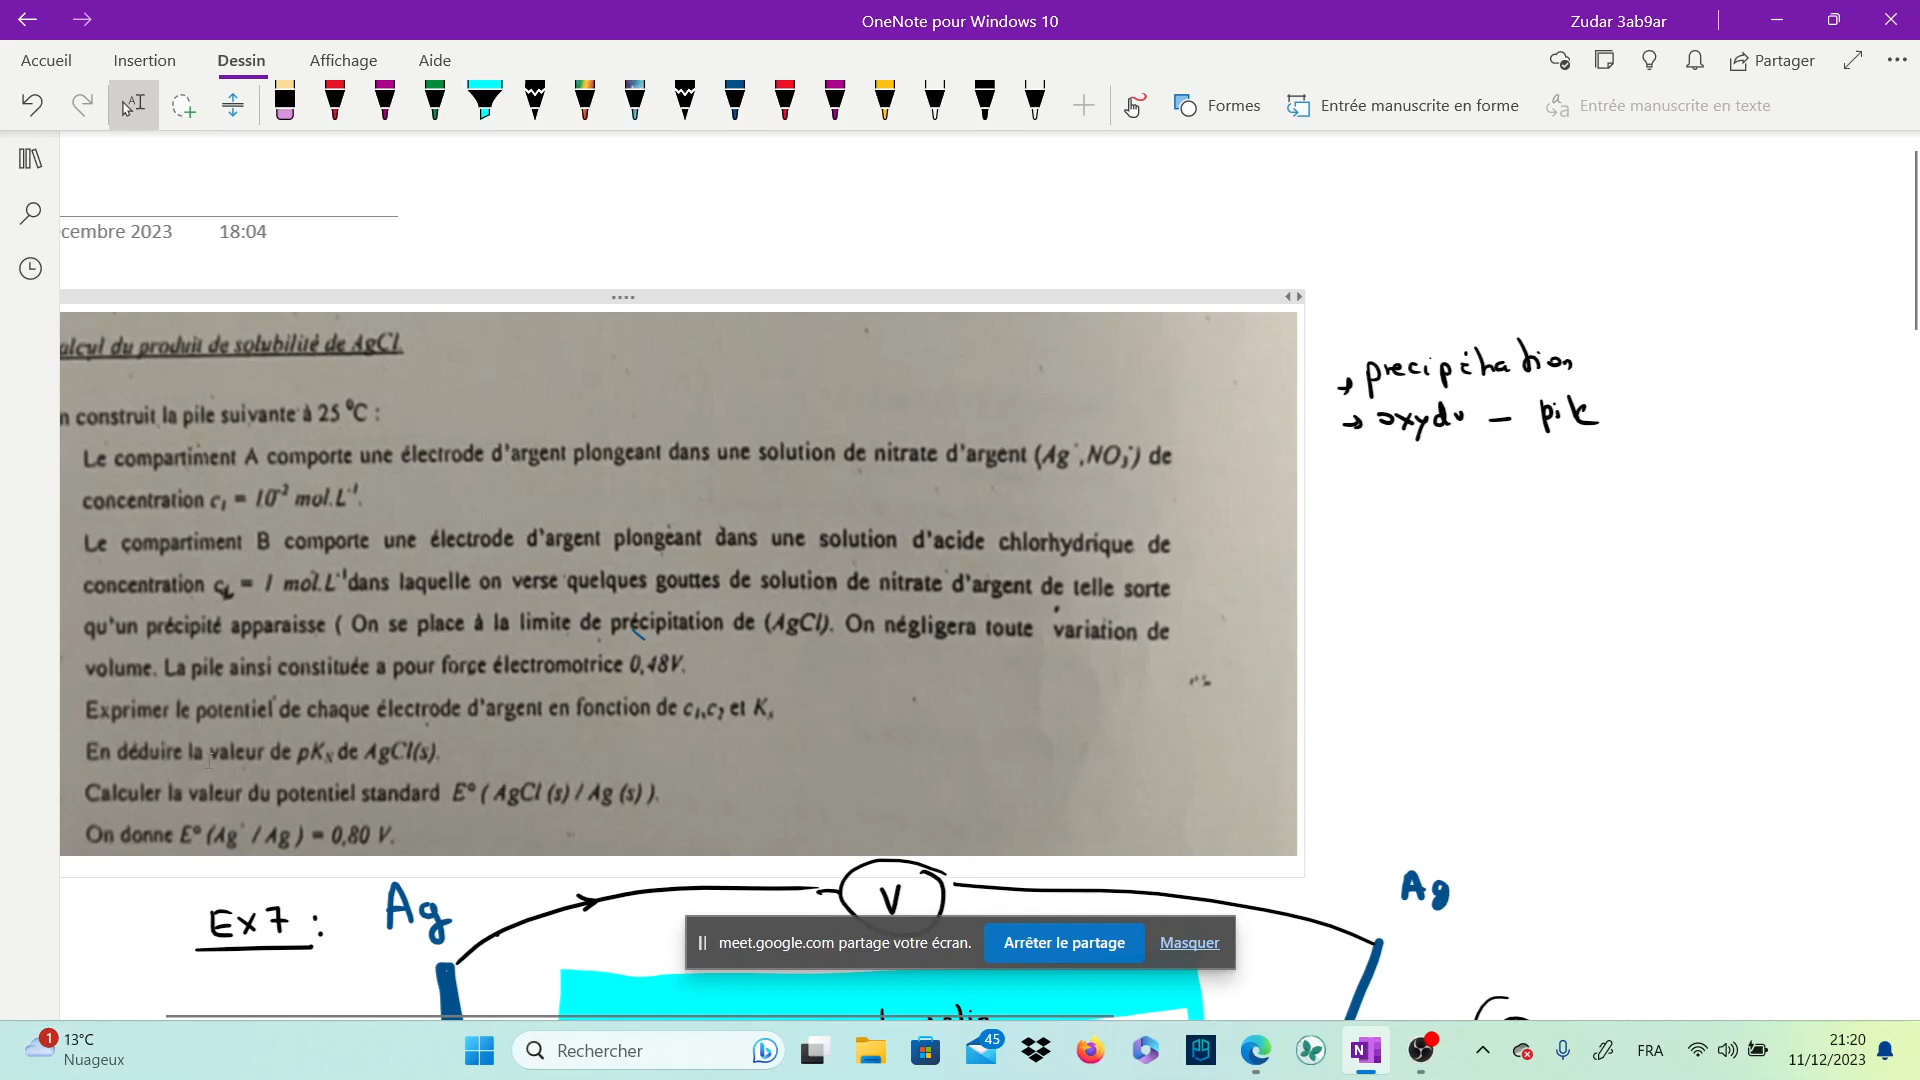 OneNote pour Windows 10
Zudar 3ab9ar
Accueil
Insertion
Dessin
Affichage
Aide
Partager
Formes
Entrée manuscrite en forme
Entrée manuscrite en texte
cembre 2023 18:04
alcul du produit de solubilité de AgCl.
n construit la pile suivante à 25 °C :
Le compartiment A comporte une électrode d'argent plongeant dans une solution de nitrate d'argent (Ag⁺,NO₃⁻) de
concentration c₁ = 10⁻² mol.L⁻¹.
Le compartiment B comporte une électrode d'argent plongeant dans une solution d'acide chlorhydrique de
concentration c₂ = 1 mol.L⁻¹ dans laquelle on verse quelques gouttes de solution de nitrate d'argent de telle sorte
qu'un précipité apparaisse ( On se place à la limite de précipitation de (AgCl). On négligera toute variation de
volume. La pile ainsi constituée a pour force électromotrice 0,48V.
Exprimer le potentiel de chaque électrode d'argent en fonction de c₁,c₂ et Kₛ
En déduire la valeur de pKₛ de AgCl(s).
Calculer la valeur du potentiel standard E° ( AgCl (s) / Ag (s) ).
On donne E° (Ag⁺ / Ag ) = 0,80 V.
→ precipitation
→ oxydo - pile
Ex7 :
Ag
V
Ag
meet.google.com partage votre écran.
Arrêter le partage
Masquer
1
13°C
Nuageux
Rechercher
45
FRA
21:20
11/12/2023